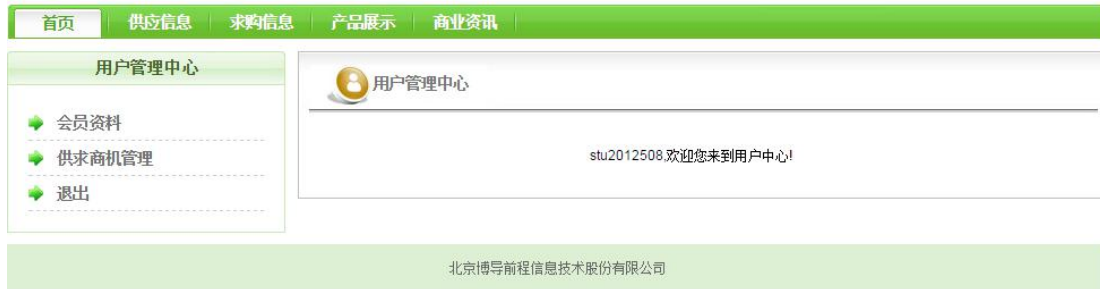 首页 供应信息 求购信息 产品展示 商业资讯
用户管理中心
会员资料
供求商机管理
退出
用户管理中心
stu2012508,欢迎您来到用户中心!
北京博导前程信息技术股份有限公司